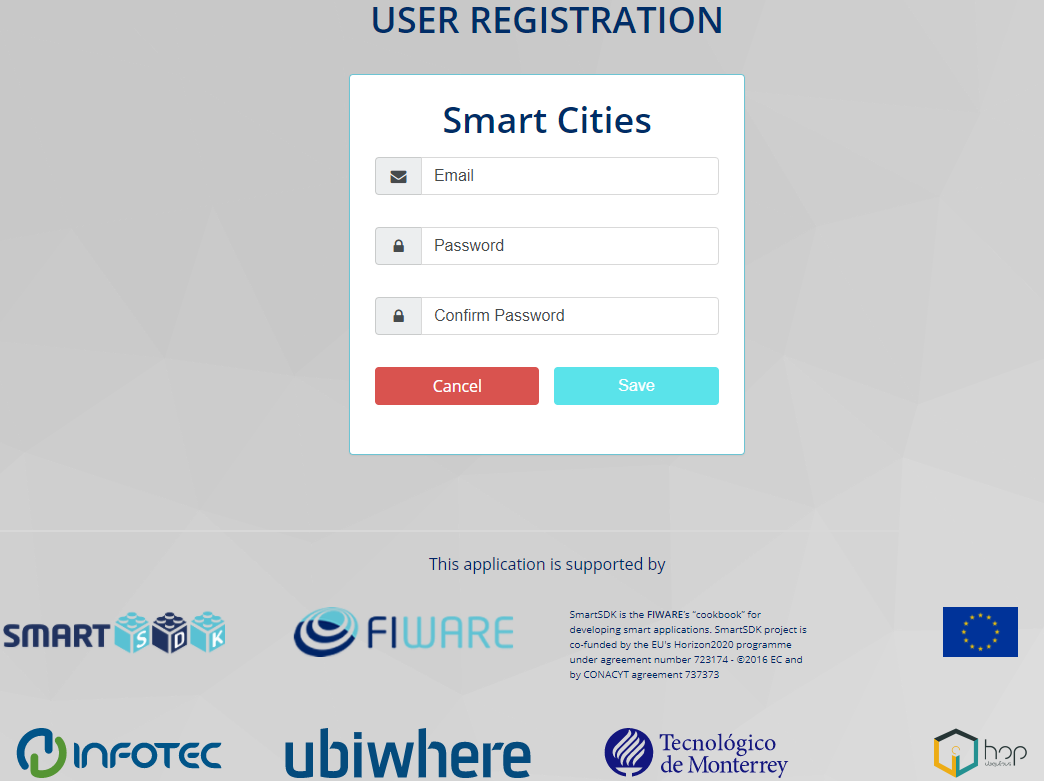 USER REGISTRATION
Smart Cities
Email
Password
Confirm Password
Cancel
Save
This application is supported by
SMART SDK
FIWARE
SmartSDK is the FIWARE's “cookbook” for
developing smart applications. SmartSDK project is
co-funded by the EU's Horizon2020 programme
under agreement number 723174 - ©2016 EC and
by CONACYT agreement 737373
INFOTEC
ubiwhere
Tecnológico
de Monterrey
hop
ubiquitous